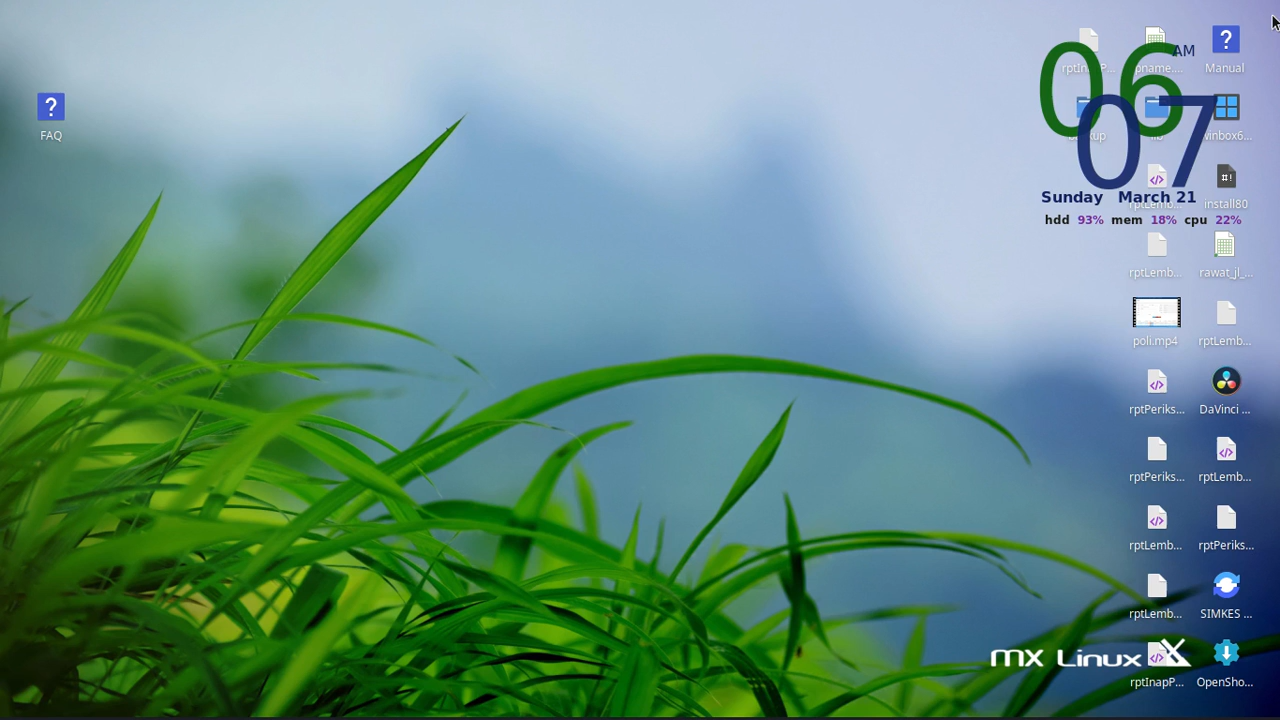 06 AM
07
Sunday March 21
hdd 93% mem 18% cpu 22%
FAQ
Manual
install80
rptLemb...
rawat_jl_...
poli.mp4
rptLemb...
rptPeriks...
DaVinci ...
rptPeriks...
rptLemb...
rptLemb...
rptPeriks...
rptLemb...
SIMKES ...
MX Linux
rptInapP...
OpenSho...